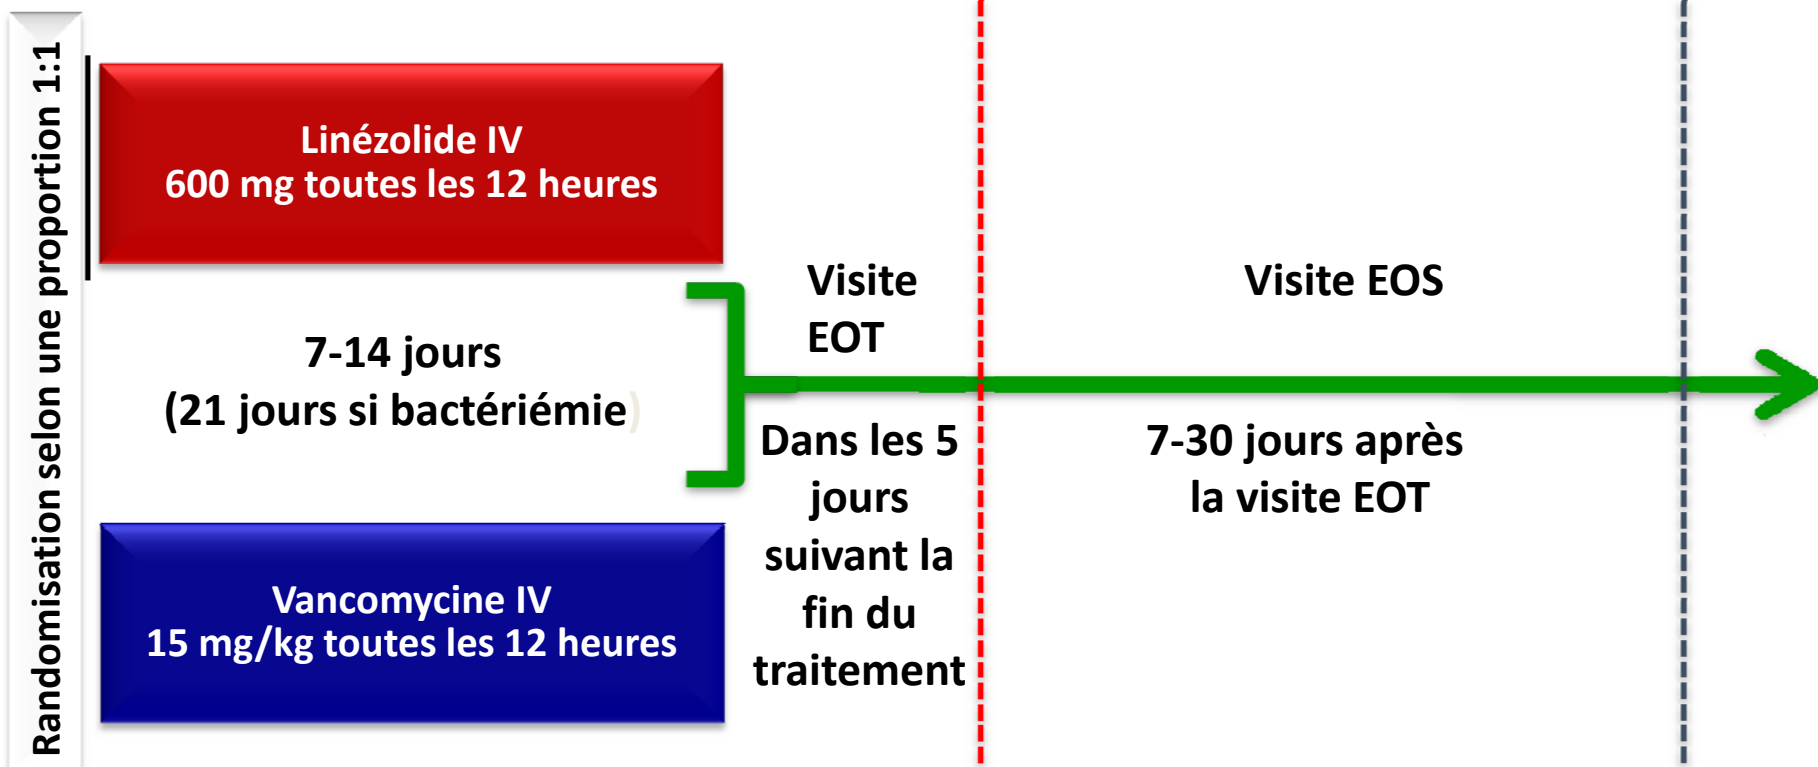 Randomisation selon une proportion 1:1
Linézolide IV
600 mg toutes les 12 heures
7-14 jours
(21 jours si bactériémie)
Vancomycine IV
15 mg/kg toutes les 12 heures
Visite
EOT
Dans les 5
jours
suivant la
fin du
traitement
Visite EOS
7-30 jours après
la visite EOT